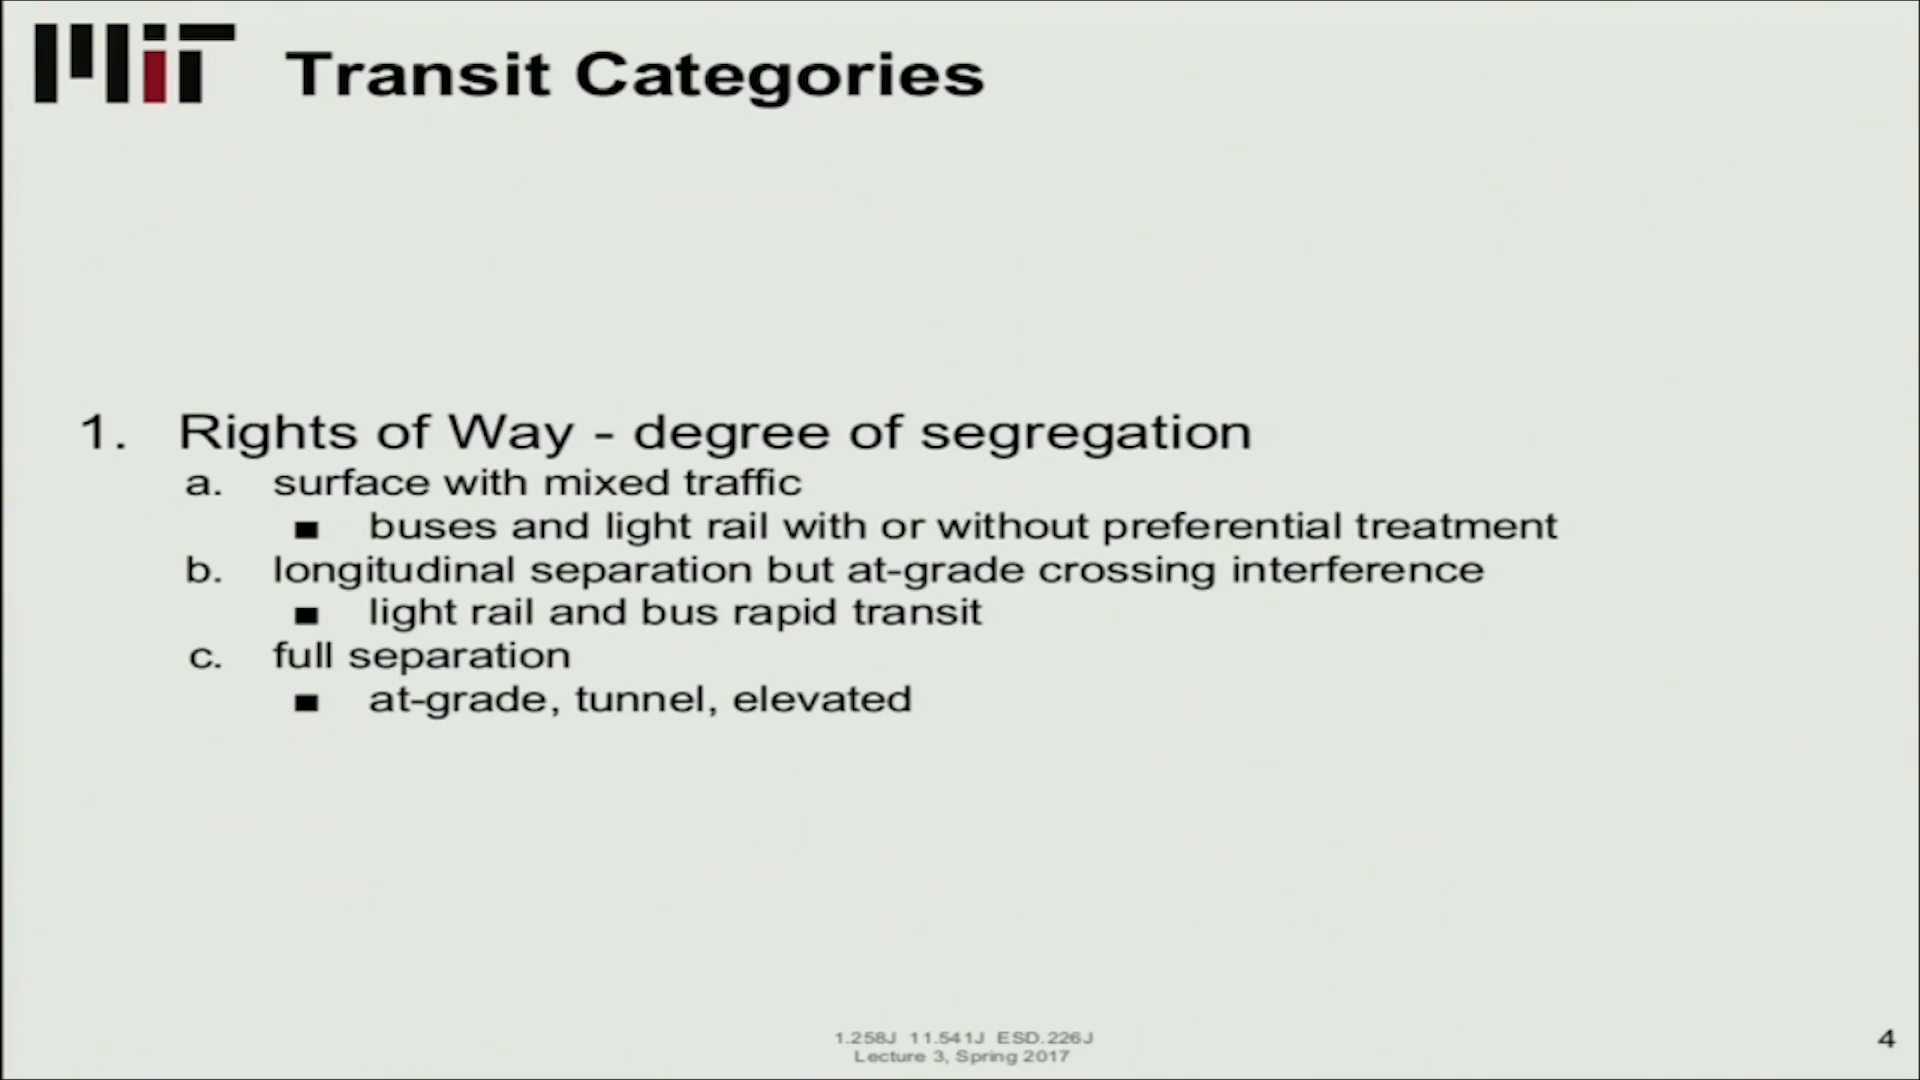 MIT Transit Categories
1. Rights of Way - degree of segregation
a. surface with mixed traffic
■ buses and light rail with or without preferential treatment
b. longitudinal separation but at-grade crossing interference
■ light rail and bus rapid transit
c. full separation
■ at-grade, tunnel, elevated
1.258J 11.541J ESD.226J
Lecture 3, Spring 2017
4